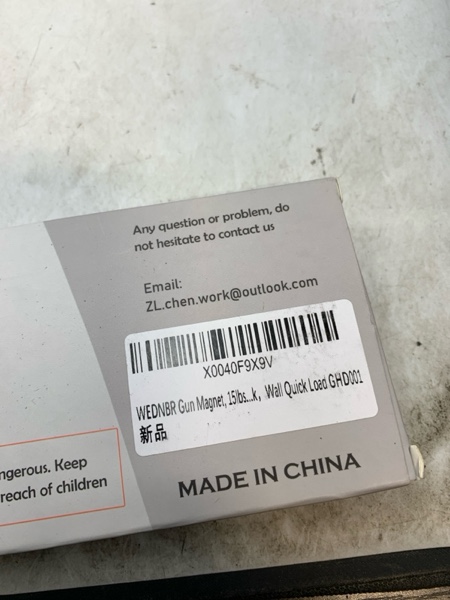 Any question or problem, do
not hesitate to contact us
Email:
ZL.chen.work@outlook.com
X0040F9X9V
WEDNBR Gun Magnet, 15lbs...k, Wall Quick Load GHD001
新品
ngerous. Keep
reach of children
MADE IN CHINA